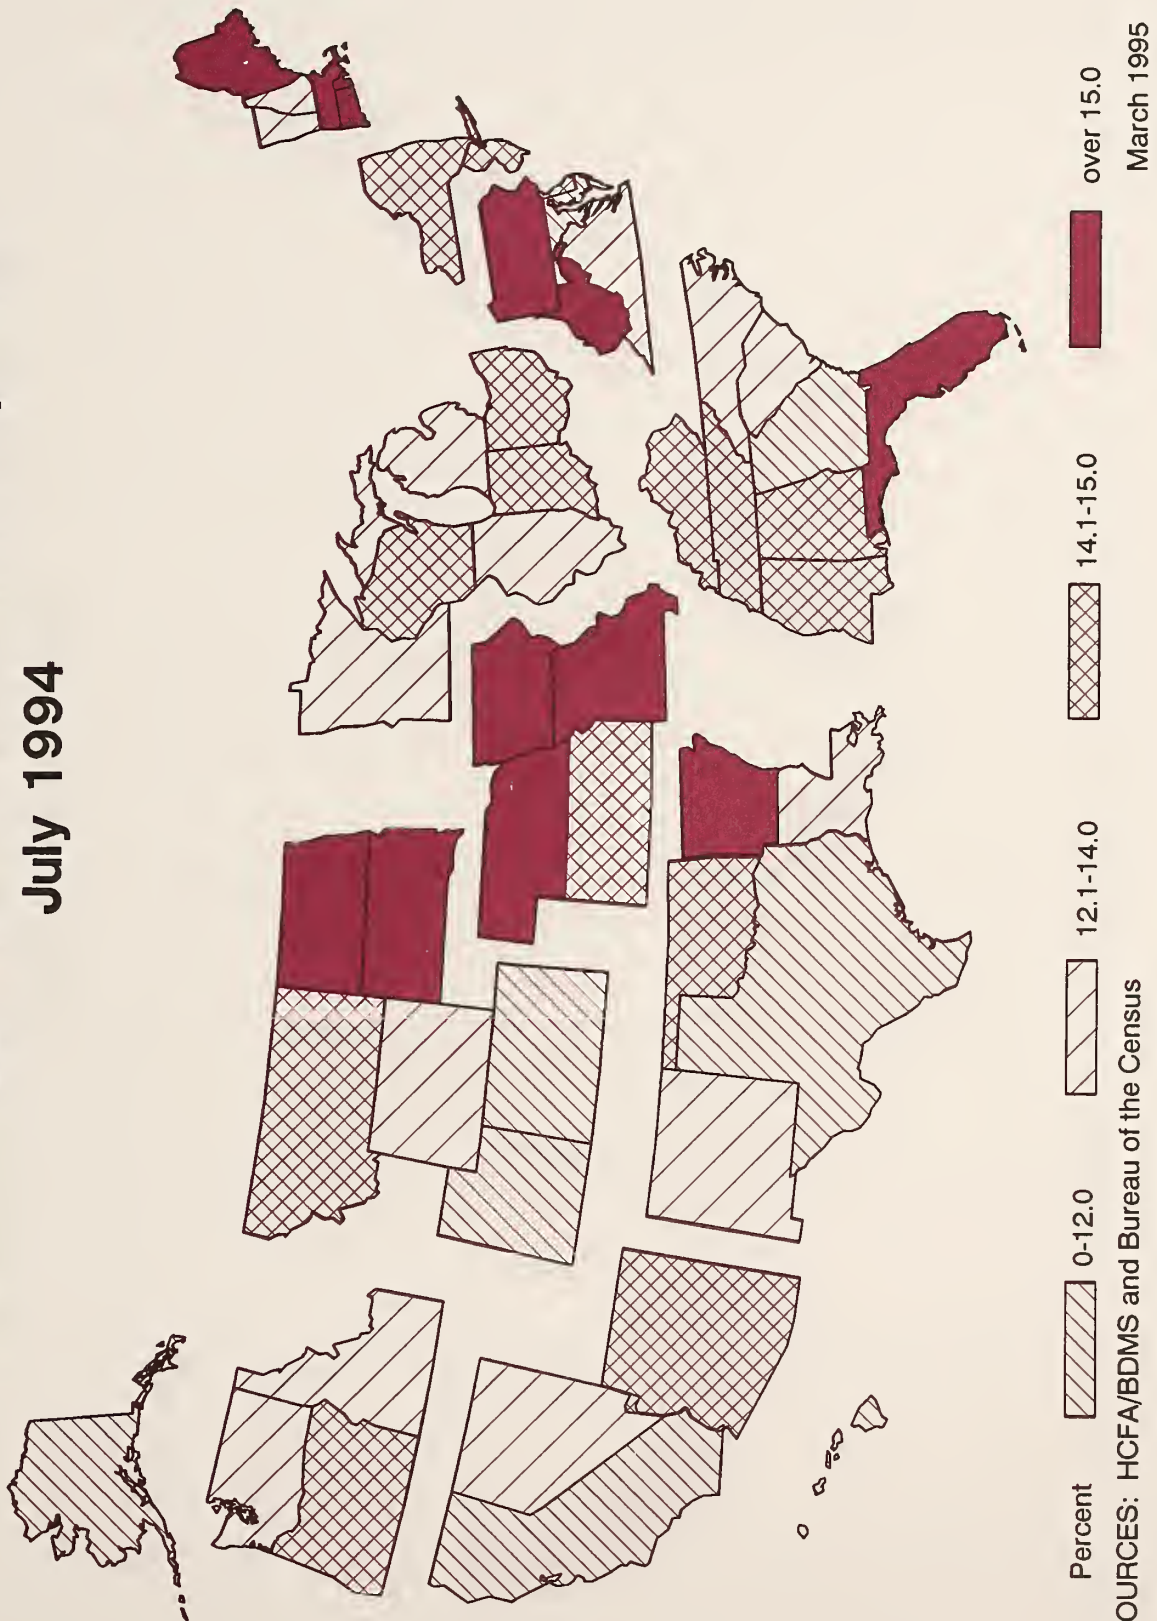 July 1994
Percent 0-12.0 12.1-14.0 14.1-15.0 over 15.0
OURCES: HCFA/BDMS and Bureau of the Census March 1995